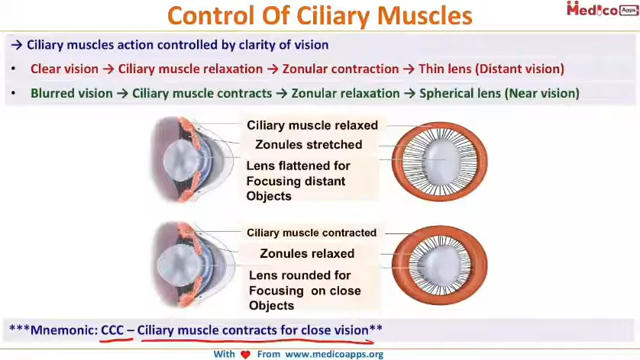 Control Of Ciliary Muscles
Medico Apps
→ Ciliary muscles action controlled by clarity of vision
• Clear vision → Ciliary muscle relaxation → Zonular contraction → Thin lens (Distant vision)
• Blurred vision → Ciliary muscle contracts → Zonular relaxation → Spherical lens (Near vision)
Ciliary muscle relaxed
Zonules stretched
Lens flattened for
Focusing distant
Objects
Ciliary muscle contracted
Zonules relaxed
Lens rounded for
Focusing on close
Objects
***Mnemonic: CCC – Ciliary muscle contracts for close vision**
With ❤ From www.medicoapps.org